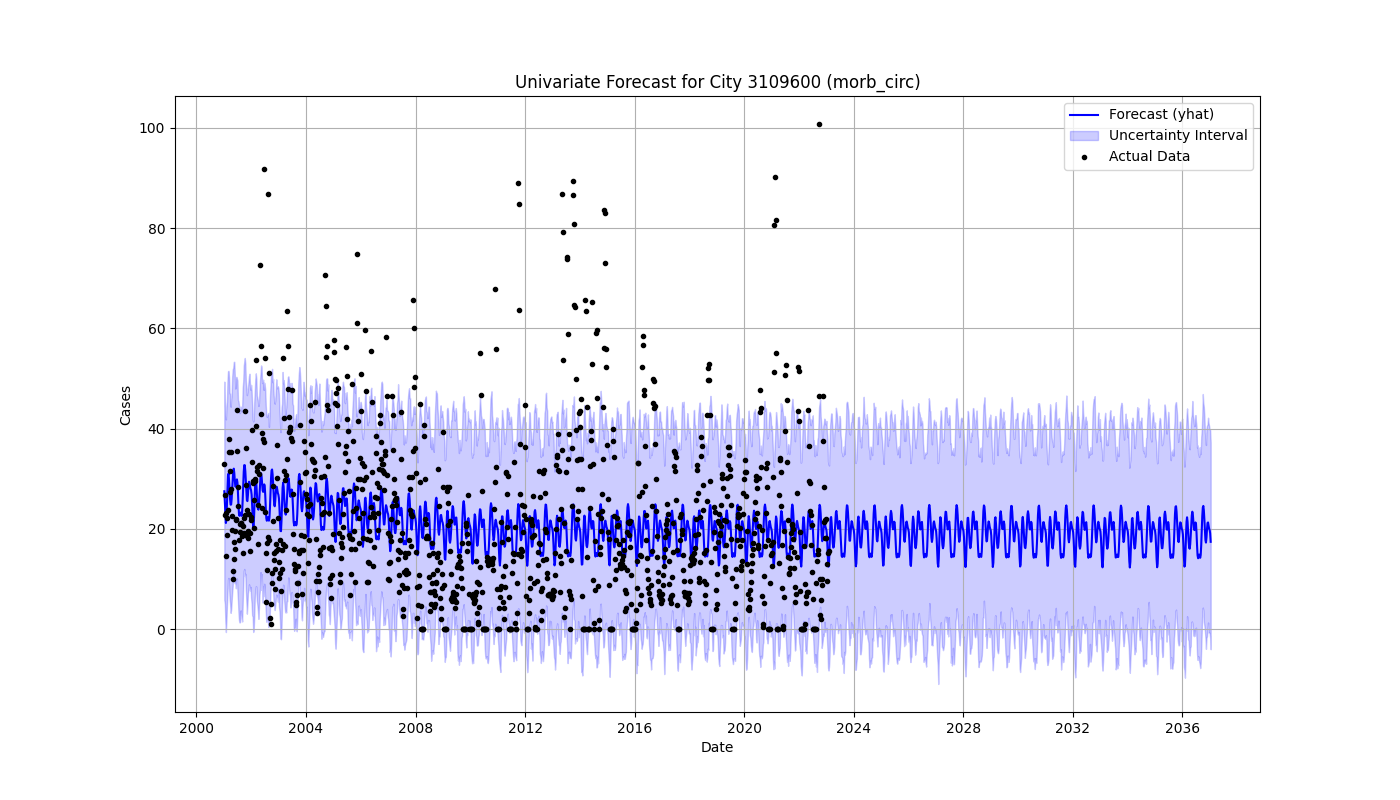 Univariate Forecast for City 3109600 (morb_circ)
Forecast (yhat)
Uncertainty Interval
Actual Data
Cases
100
80
60
40
20
0
2000 2004 2008 2012 2016 2020 2024 2028 2032 2036
Date